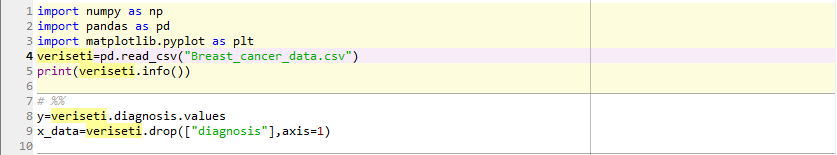 1 import numpy as np
2 import pandas as pd
3 import matplotlib.pyplot as plt
4 veriseti=pd.read_csv("Breast_cancer_data.csv")
5 print(veriseti.info())
6
7 # %%
8 y=veriseti.diagnosis.values
9 x_data=veriseti.drop(["diagnosis"],axis=1)
10